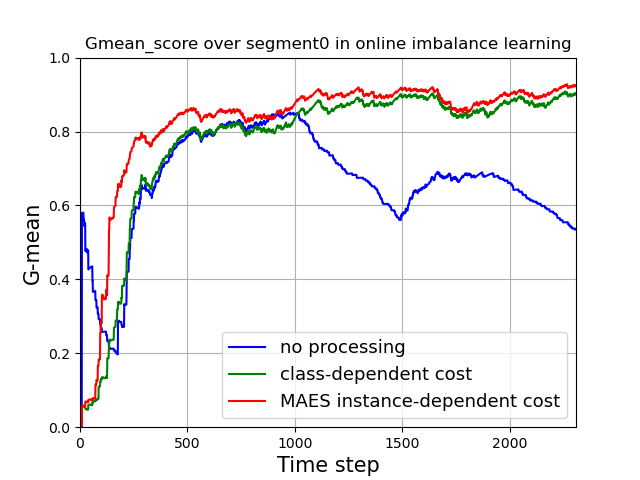 Gmean_score over segment0 in online imbalance learning
1.0
0.8
0.6
0.4
0.2
0.0
G-mean
no processing
class-dependent cost
MAES instance-dependent cost
0
500
1000
1500
2000
Time step